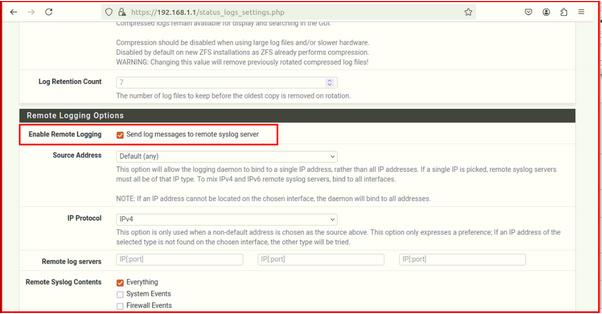 https://192.168.1.1/status_logs_settings.php
Compressed logs remain available for display and searching in the GUI.
Compression should be disabled when using large log files and/or slower hardware.
Disabled by default on new ZFS installations as ZFS already performs compression.
WARNING: Changing this value will remove previously rotated compressed log files!
Log Retention Count
7
The number of log files to keep before the oldest copy is removed on rotation.
Remote Logging Options
Enable Remote Logging
Send log messages to remote syslog server
Source Address
Default (any)
This option will allow the logging daemon to bind to a single IP address, rather than all IP addresses. If a single IP is picked, remote syslog servers
must all be of that IP type. To mix IPv4 and IPv6 remote syslog servers, bind to all interfaces.
NOTE: If an IP address cannot be located on the chosen interface, the daemon will bind to all addresses.
IP Protocol
IPv4
This option is only used when a non-default address is chosen as the source above. This option only expresses a preference; If an IP address of the
selected type is not found on the chosen interface, the other type will be tried.
Remote log servers
IP[:port]
IP[:port]
IP[:port]
Remote Syslog Contents
Everything
System Events
Firewall Events